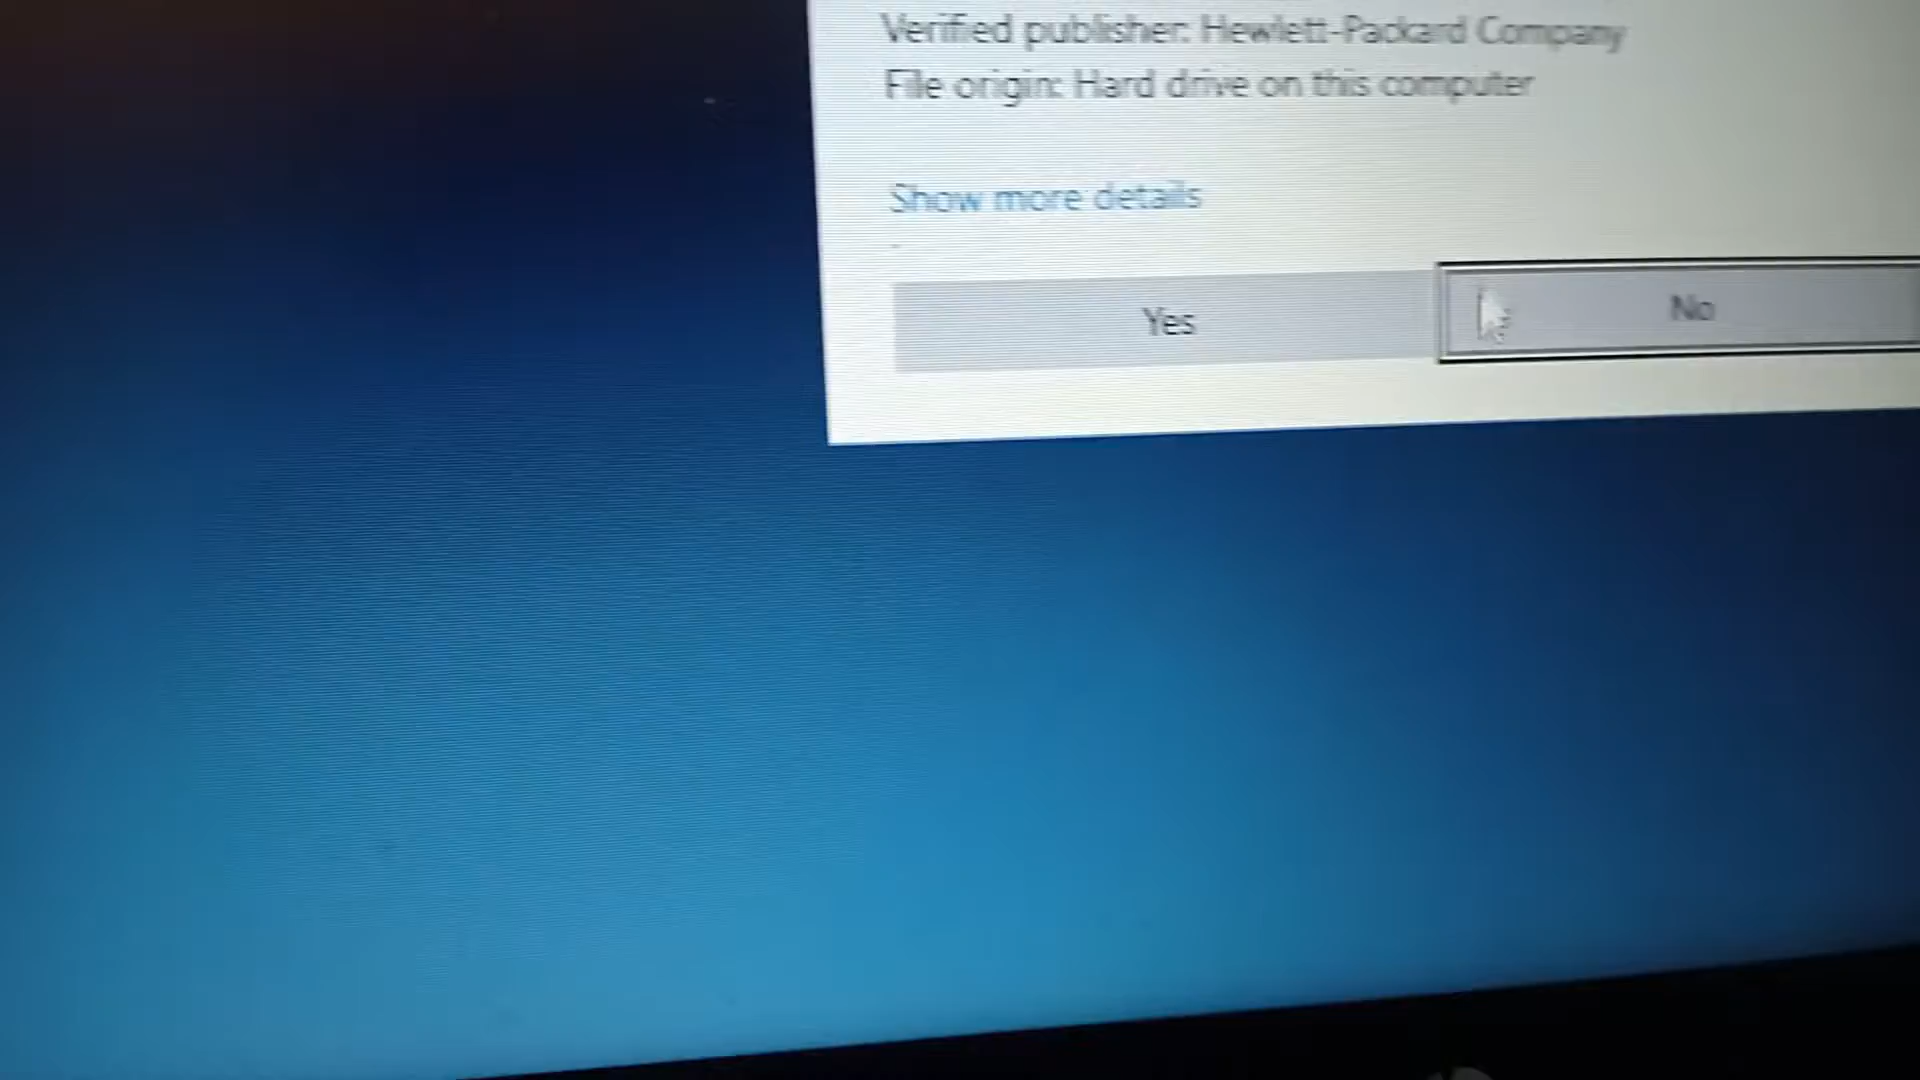 Verified publisher: Hewlett-Packard Company
File origin: Hard drive on this computer
Show more details
Yes
No